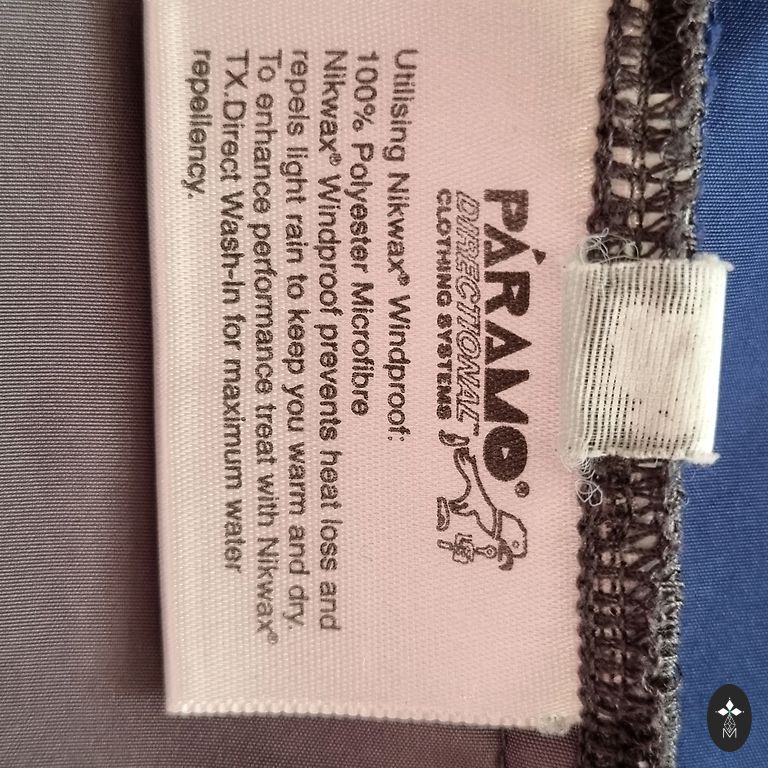 PÁRAMO®
DIRECTIONAL™
CLOTHING SYSTEMS
Utilising Nikwax® Windproof:
100% Polyester Microfibre
Nikwax® Windproof prevents heat loss and
repels light rain to keep you warm and dry.
To enhance performance treat with Nikwax®
TX.Direct Wash-In for maximum water
repellency.
M